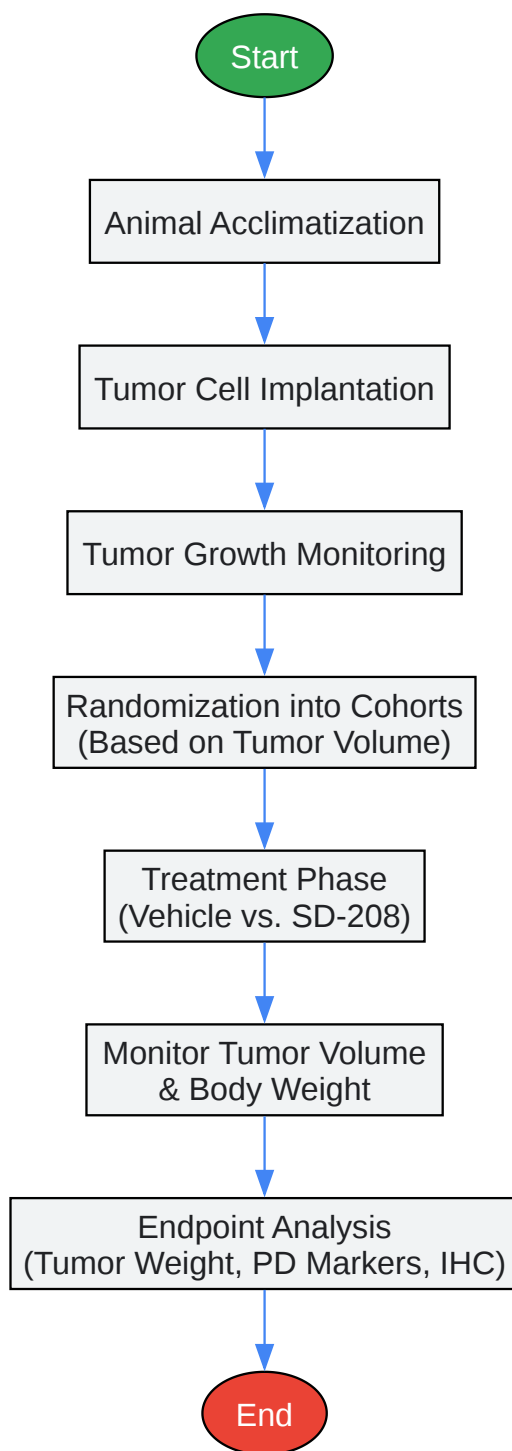 Start
Animal Acclimatization
Tumor Cell Implantation
Tumor Growth Monitoring
Randomization into Cohorts
(Based on Tumor Volume)
Treatment Phase
(Vehicle vs. SD-208)
Monitor Tumor Volume
& Body Weight
Endpoint Analysis
(Tumor Weight, PD Markers, IHC)
End